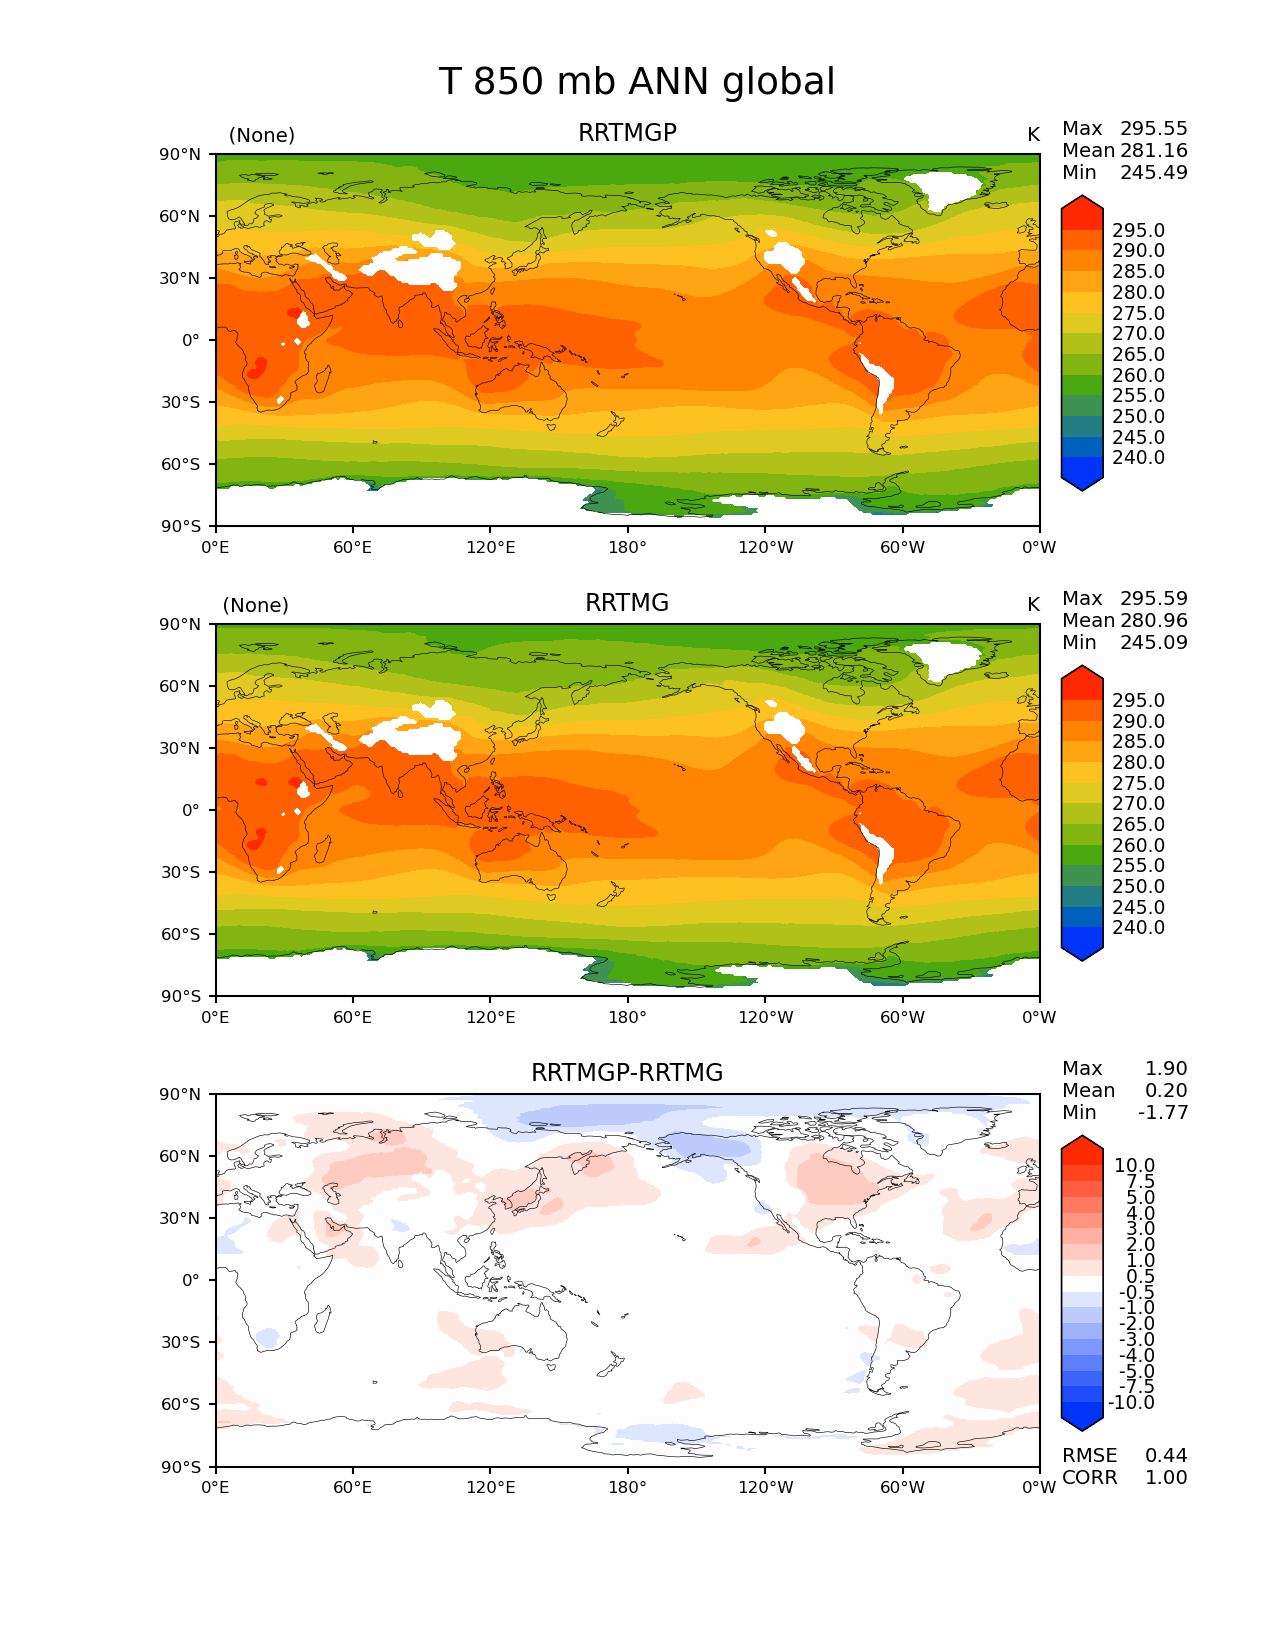 T 850 mb ANN global
(None) RRTMGP K
Max 295.55
Mean 281.16
Min 245.49
90°N
60°N
30°N
0°
30°S
60°S
90°S
0°E 60°E 120°E 180° 120°W 60°W 0°W
295.0
290.0
285.0
280.0
275.0
270.0
265.0
260.0
255.0
250.0
245.0
240.0
(None) RRTMG K
Max 295.59
Mean 280.96
Min 245.09
90°N
60°N
30°N
0°
30°S
60°S
90°S
0°E 60°E 120°E 180° 120°W 60°W 0°W
295.0
290.0
285.0
280.0
275.0
270.0
265.0
260.0
255.0
250.0
245.0
240.0
RRTMGP-RRTMG
Max 1.90
Mean 0.20
Min -1.77
90°N
60°N
30°N
0°
30°S
60°S
90°S
0°E 60°E 120°E 180° 120°W 60°W 0°W
10.0
7.5
5.0
4.0
3.0
2.0
1.0
0.5
-0.5
-1.0
-2.0
-3.0
-4.0
-5.0
-7.5
-10.0
RMSE 0.44
CORR 1.00